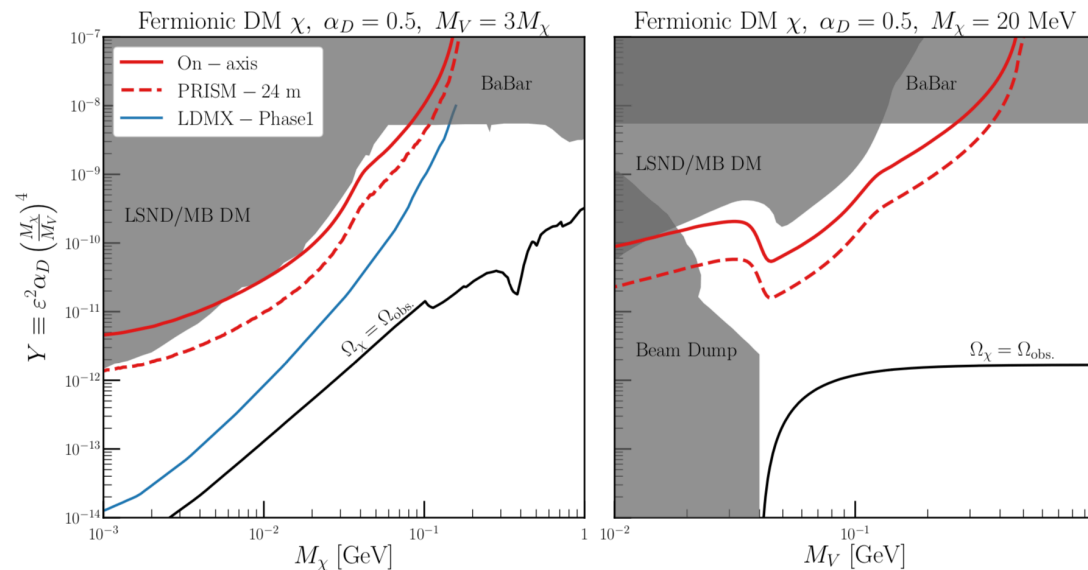 Fermionic DM χ, α_D = 0.5, M_V = 3M_χ
Fermionic DM χ, α_D = 0.5, M_χ = 20 MeV
On − axis
PRISM − 24 m
LDMX − Phase1
BaBar
LSND/MB DM
Ω_χ = Ω_obs.
BaBar
LSND/MB DM
Beam Dump
Ω_χ = Ω_obs.
Y ≡ ε²α_D (M_χ/M_V)⁴
10⁻⁷
10⁻⁸
10⁻⁹
10⁻¹⁰
10⁻¹¹
10⁻¹²
10⁻¹³
10⁻¹⁴
10⁻³
10⁻²
10⁻¹
1
10⁻²
10⁻¹
M_χ [GeV]
M_V [GeV]